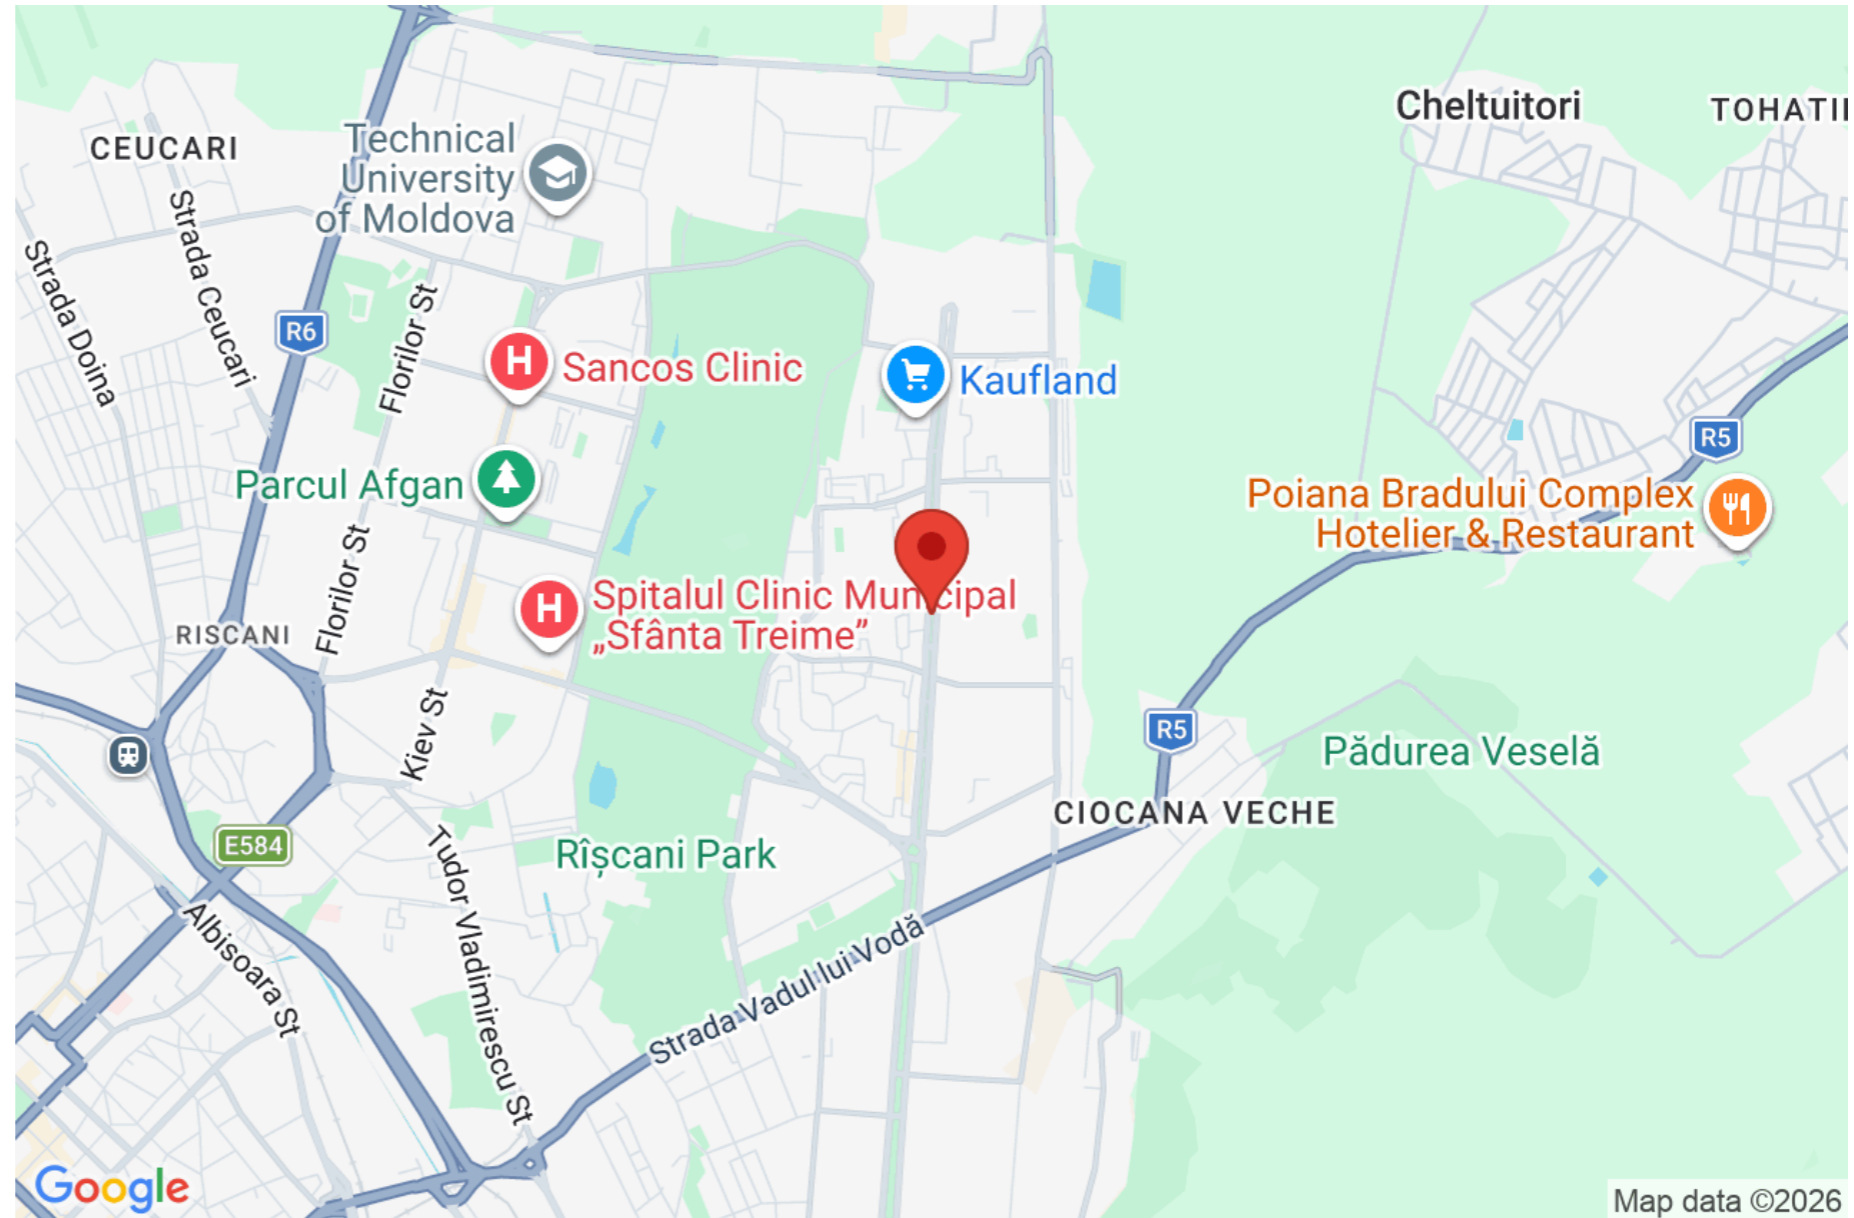 Cheltuitori
TOHATII
CEUCARI
Technical
University
of Moldova
Strada Ceucari
Strada Doina
Florilor St
R6
H
Sancos Clinic
Kaufland
R5
Parcul Afgan
Poiana Bradului Complex
Hotelier & Restaurant
Florilor St
H
Spitalul Clinic Municipal
„Sfânta Treime”
RISCANI
Kiev St
R5
Pădurea Veselă
CIOCANA VECHE
E584
Rîșcani Park
Tudor Vladimirescu St
Albisoara St
Strada Vadul lui Vodă
Google
Map data ©2026